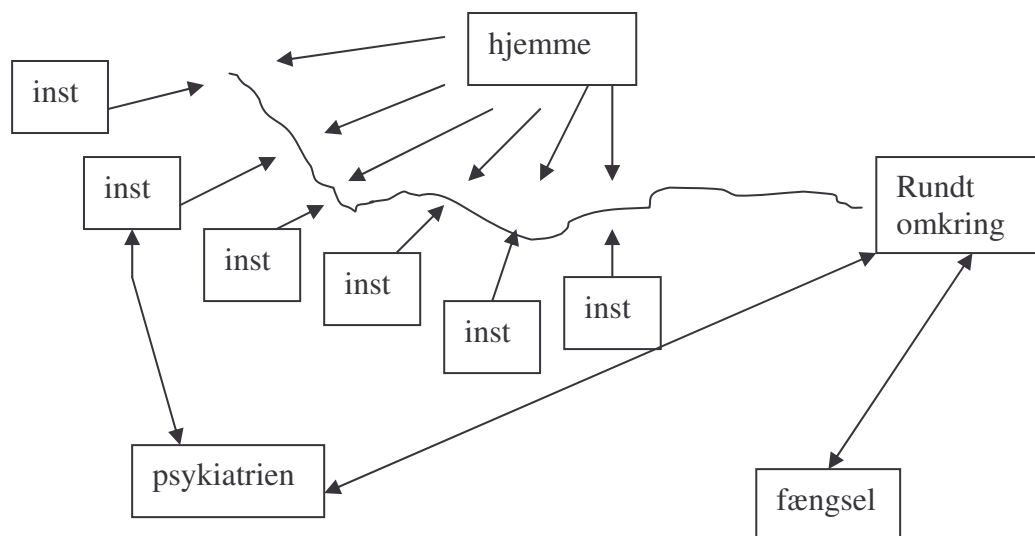 hjemme
inst
inst
inst
inst
inst
inst
Rundt
omkring
psykiatrien
fængsel